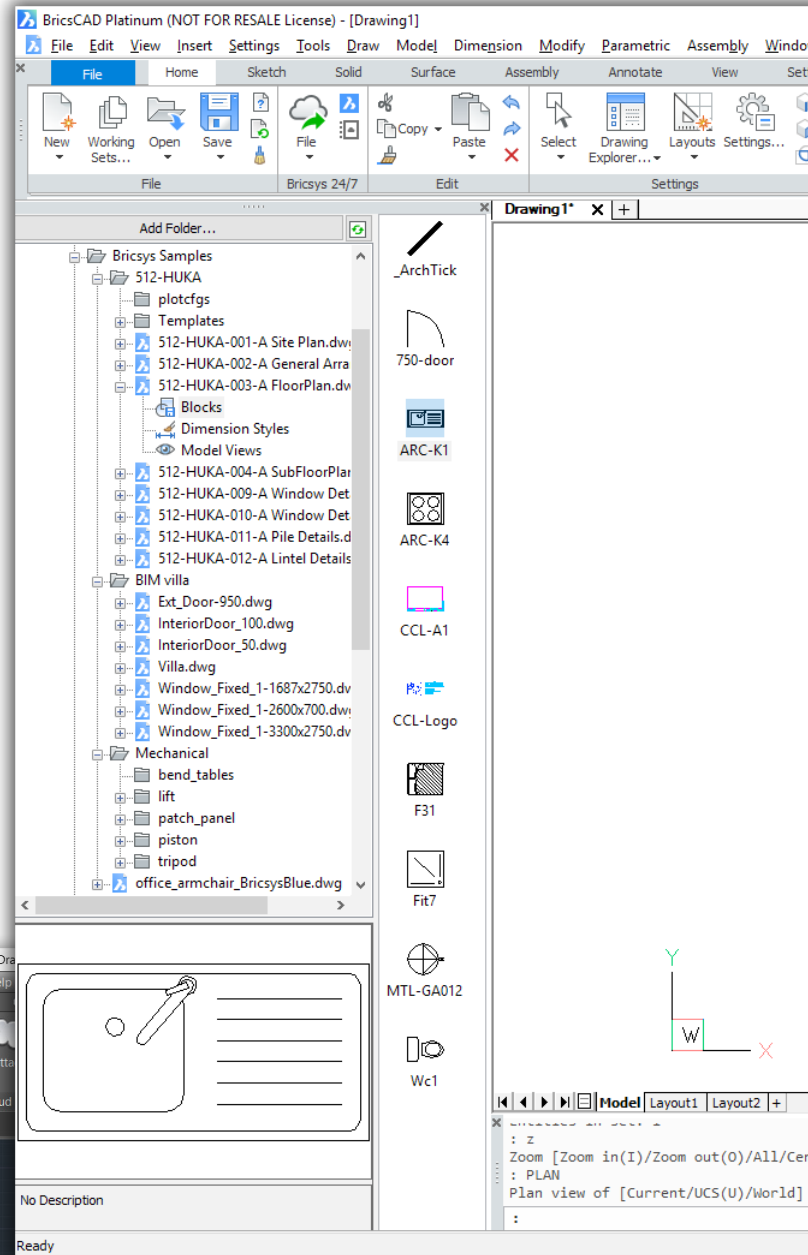 BricsCAD Platinum (NOT FOR RESALE License) - [Drawing1]
File Edit View Insert Settings Tools Draw Model Dimension Modify Parametric Assembly Windo
File Home Sketch Solid Surface Assembly Annotate View Set
New Working Sets... Open Save File Copy Paste Select Drawing Explorer... Layouts Settings...
File Bricsys 24/7 Edit Settings
Add Folder...
Drawing1*
Bricsys Samples
512-HUKA
plotcfgs
Templates
512-HUKA-001-A Site Plan.dw
512-HUKA-002-A General Arra
512-HUKA-003-A FloorPlan.dw
Blocks
Dimension Styles
Model Views
512-HUKA-004-A SubFloorPlan
512-HUKA-009-A Window Det
512-HUKA-010-A Window Det
512-HUKA-011-A Pile Details.d
512-HUKA-012-A Lintel Details
BIM villa
Ext_Door-950.dwg
InteriorDoor_100.dwg
InteriorDoor_50.dwg
Villa.dwg
Window_Fixed_1-1687x2750.dw
Window_Fixed_1-2600x700.dw
Window_Fixed_1-3300x2750.dw
Mechanical
bend_tables
lift
patch_panel
piston
tripod
office_armchair_BricsysBlue.dwg
_ArchTick
750-door
ARC-K1
ARC-K4
CCL-A1
CCL-Logo
F31
Fit7
MTL-GA012
Wc1
Y
W
X
Model Layout1 Layout2 +
: z
Zoom [Zoom in(I)/Zoom out(O)/All/Cen
: PLAN
Plan view of [Current/UCS(U)/World]
:
No Description
Ready